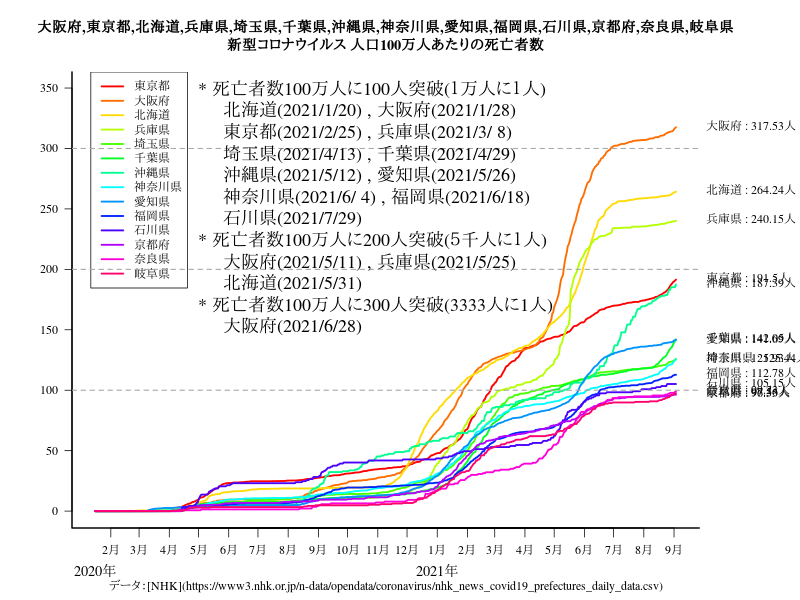 大阪府,東京都,北海道,兵庫県,埼玉県,千葉県,沖縄県,神奈川県,愛知県,福岡県,石川県,京都府,奈良県,岐阜県
新型コロナウイルス 人口100万人あたりの死亡者数
350
300
250
200
150
100
50
0
東京都
大阪府
北海道
兵庫県
埼玉県
千葉県
沖縄県
神奈川県
愛知県
福岡県
石川県
京都府
奈良県
岐阜県
* 死亡者数100万人に100人突破(1万人に1人)
北海道(2021/1/20) , 大阪府(2021/1/28)
東京都(2021/2/25) , 兵庫県(2021/3/ 8)
埼玉県(2021/4/13) , 千葉県(2021/4/29)
沖縄県(2021/5/12) , 愛知県(2021/5/26)
神奈川県(2021/6/ 4) , 福岡県(2021/6/18)
石川県(2021/7/29)
* 死亡者数100万人に200人突破(5千人に1人)
大阪府(2021/5/11) , 兵庫県(2021/5/25)
北海道(2021/5/31)
* 死亡者数100万人に300人突破(3333人に1人)
大阪府(2021/6/28)
大阪府 : 317.53人
北海道 : 264.24人
兵庫県 : 240.15人
東京都 : 191.5人
沖縄県 : 187.39人
福岡県 : 112.78人
石川県 : 105.15人
2月 3月 4月 5月 6月 7月 8月 9月 10月 11月 12月 1月 2月 3月 4月 5月 6月 7月 8月 9月
2020年 2021年
データ:[NHK](https://www3.nhk.or.jp/n-data/opendata/coronavirus/nhk_news_covid19_prefectures_daily_data.csv)